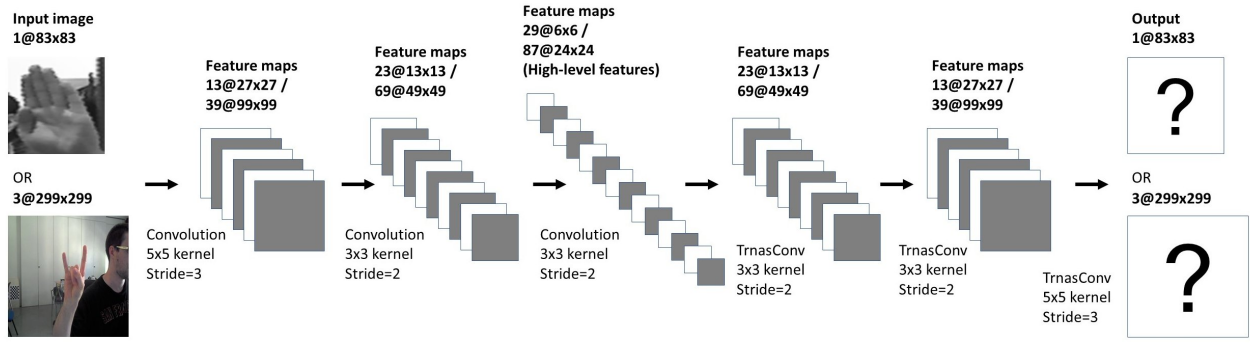 Input image
1@83x83
OR
3@299x299
Feature maps
13@27x27 /
39@99x99
Convolution
5x5 kernel
Stride=3
Feature maps
23@13x13 /
69@49x49
Convolution
3x3 kernel
Stride=2
Feature maps
29@6x6 /
87@24x24
(High-level features)
Convolution
3x3 kernel
Stride=2
Feature maps
23@13x13 /
69@49x49
TrnasConv
3x3 kernel
Stride=2
Feature maps
13@27x27 /
39@99x99
TrnasConv
3x3 kernel
Stride=2
TrnasConv
5x5 kernel
Stride=3
Output
1@83x83
?
OR
3@299x299
?